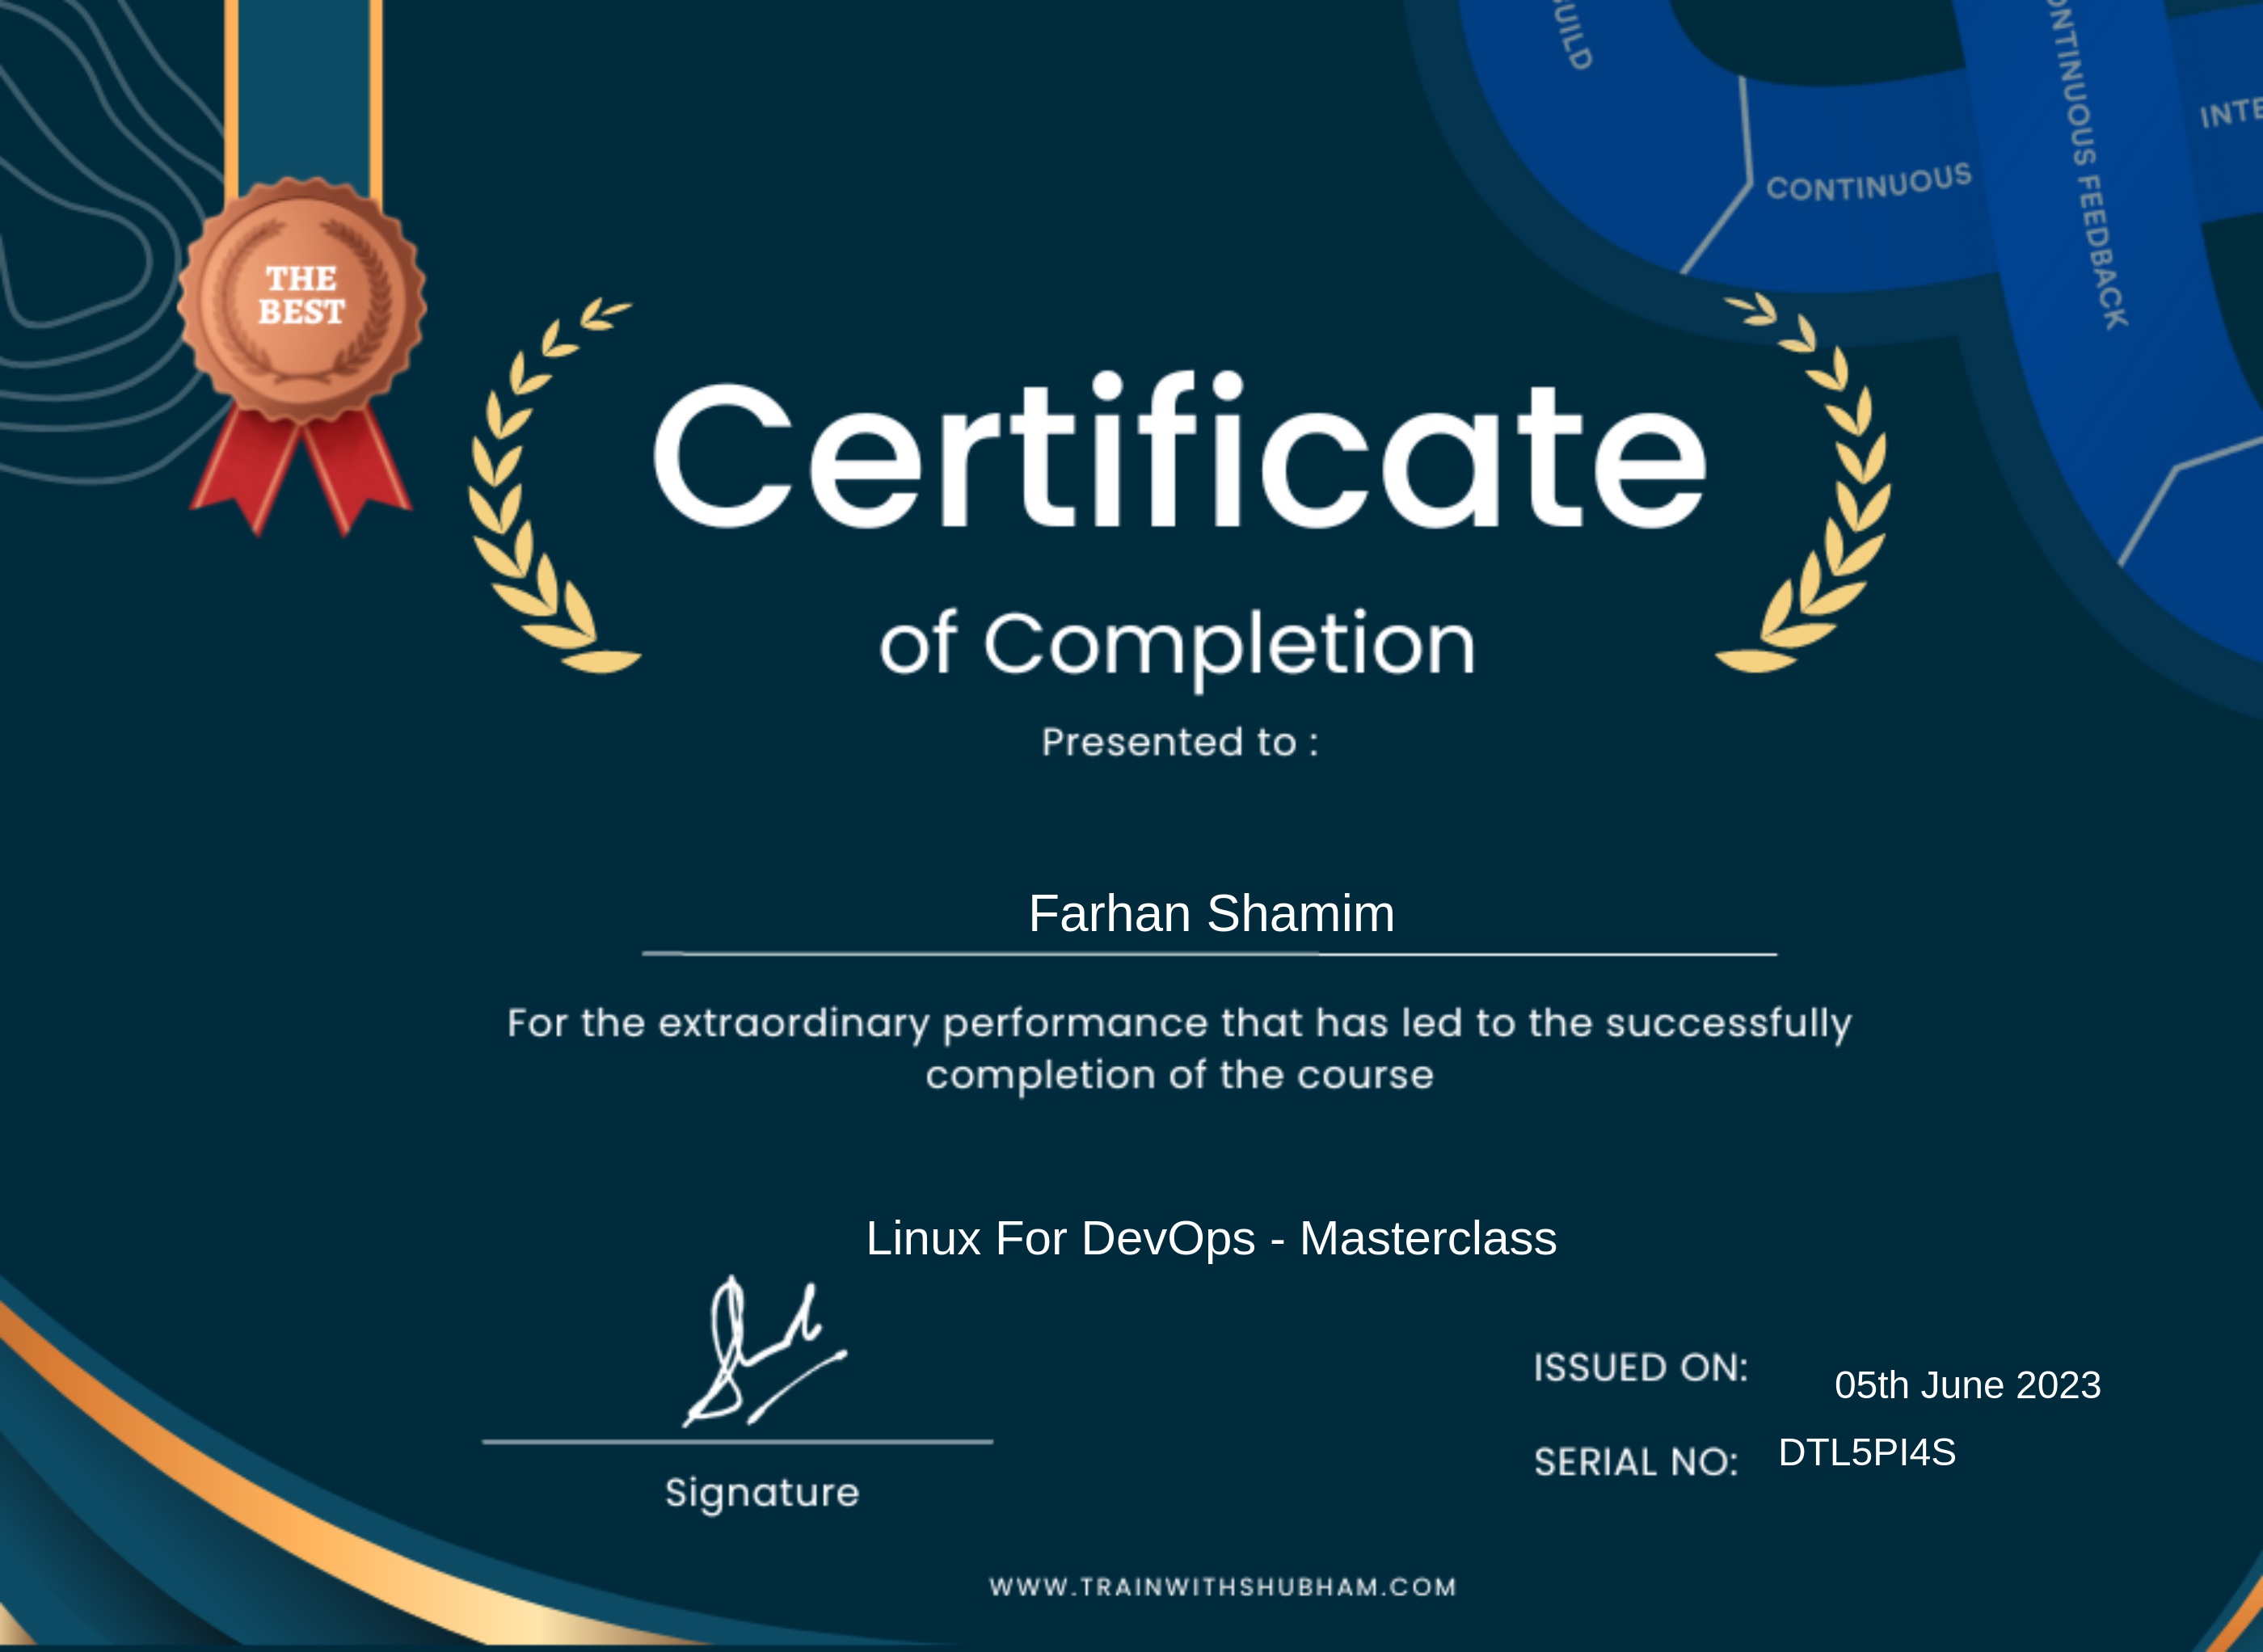 UILD
CONTINUOUS
ONTINUOUS FEEDBACK
INTE
THE
BEST
Certificate
of Completion
Presented to :
Farhan Shamim
For the extraordinary performance that has led to the successfully
completion of the course
Linux For DevOps - Masterclass
ISSUED ON: 05th June 2023
SERIAL NO: DTL5PI4S
Signature
WWW.TRAINWITHSHUBHAM.COM